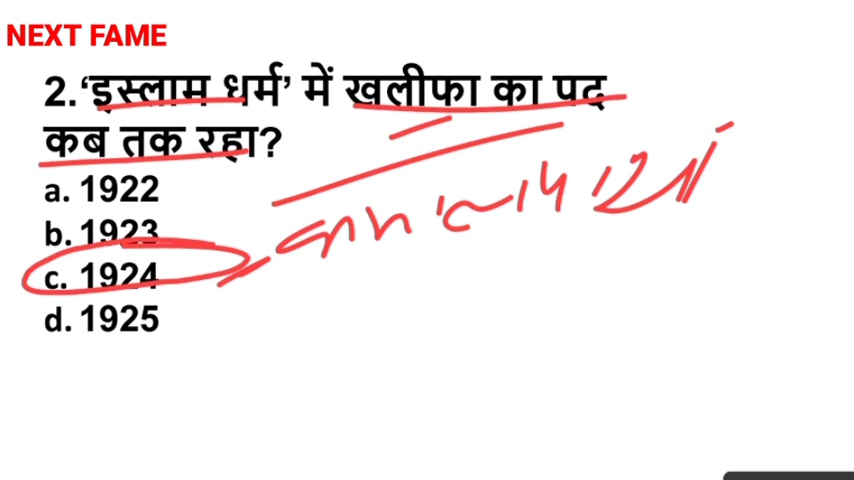 NEXT FAME
2.‘इस्लाम धर्म’ में खलीफा का पद
कब तक रहा?
a. 1922
b. 1923
c. 1924
d. 1925